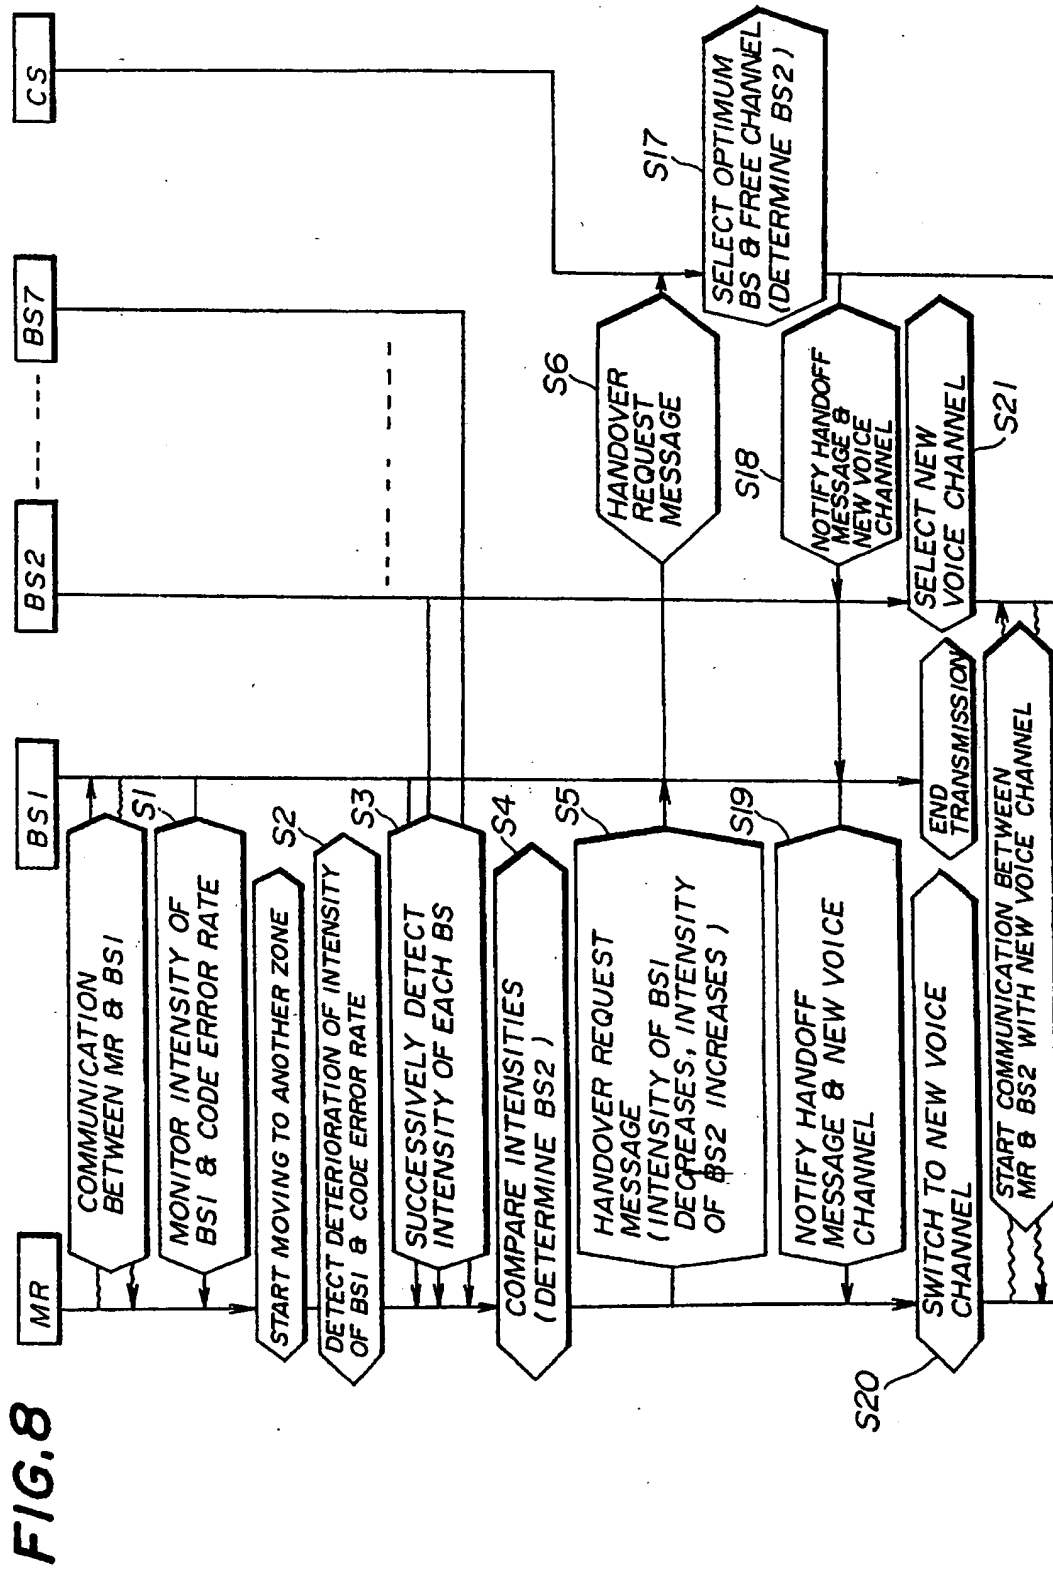 FIG.8
MR
BS1
BS2
BS7
CS
COMMUNICATION
BETWEEN MR & BS1
S1
MONITOR INTENSITY OF
BS1 & CODE ERROR RATE
START MOVING TO ANOTHER ZONE
S2
DETECT DETERIORATION OF INTENSITY
OF BS1 & CODE ERROR RATE
S3
SUCCESSIVELY DETECT
INTENSITY OF EACH BS
S4
COMPARE INTENSITIES
(DETERMINE BS2)
S5
HANDOVER REQUEST
MESSAGE
(INTENSITY OF BS1
DECREASES, INTENSITY
OF BS2 INCREASES)
S6
HANDOVER
REQUEST
MESSAGE
S17
SELECT OPTIMUM
BS & FREE CHANNEL
(DETERMINE BS2)
S18
NOTIFY HANDOFF
MESSAGE &
NEW VOICE
CHANNEL
S19
NOTIFY HANDOFF
MESSAGE & NEW VOICE
CHANNEL
S20
SWITCH TO NEW VOICE
CHANNEL
END
TRANSMISSION
SELECT NEW
VOICE CHANNEL
S21
START COMMUNICATION BETWEEN
MR & BS2 WITH NEW VOICE CHANNEL